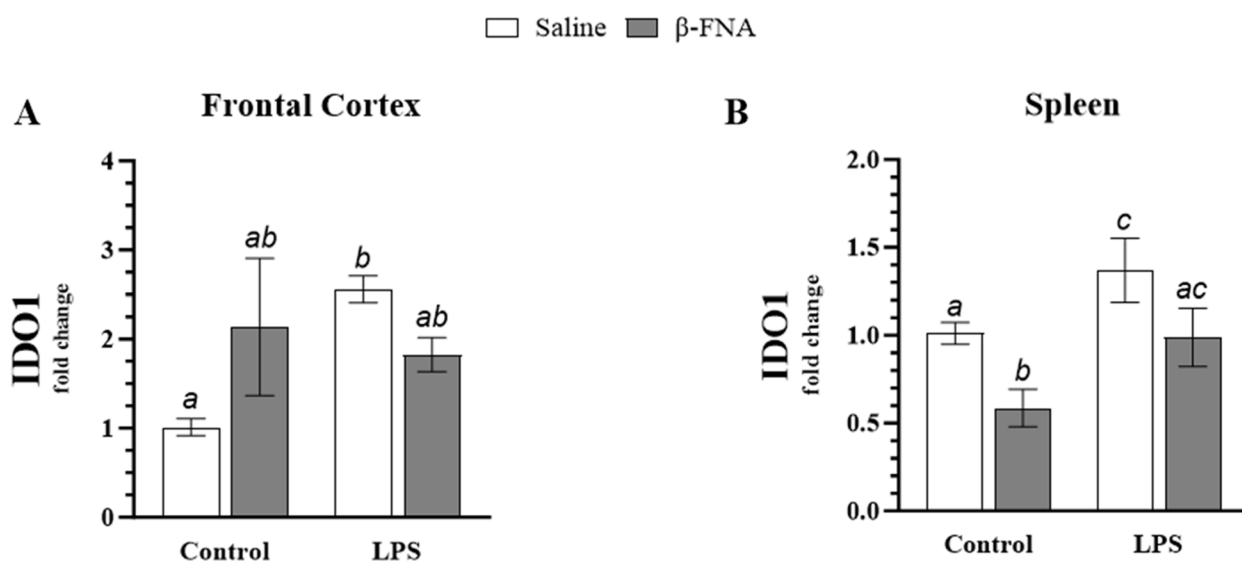 Saline β-FNA
A Frontal Cortex
B Spleen
IDO1
fold change
4
3
2
1
0
a
ab
b
ab
Control LPS
IDO1
fold change
2.0
1.5
1.0
0.5
0.0
a
b
c
ac
Control LPS